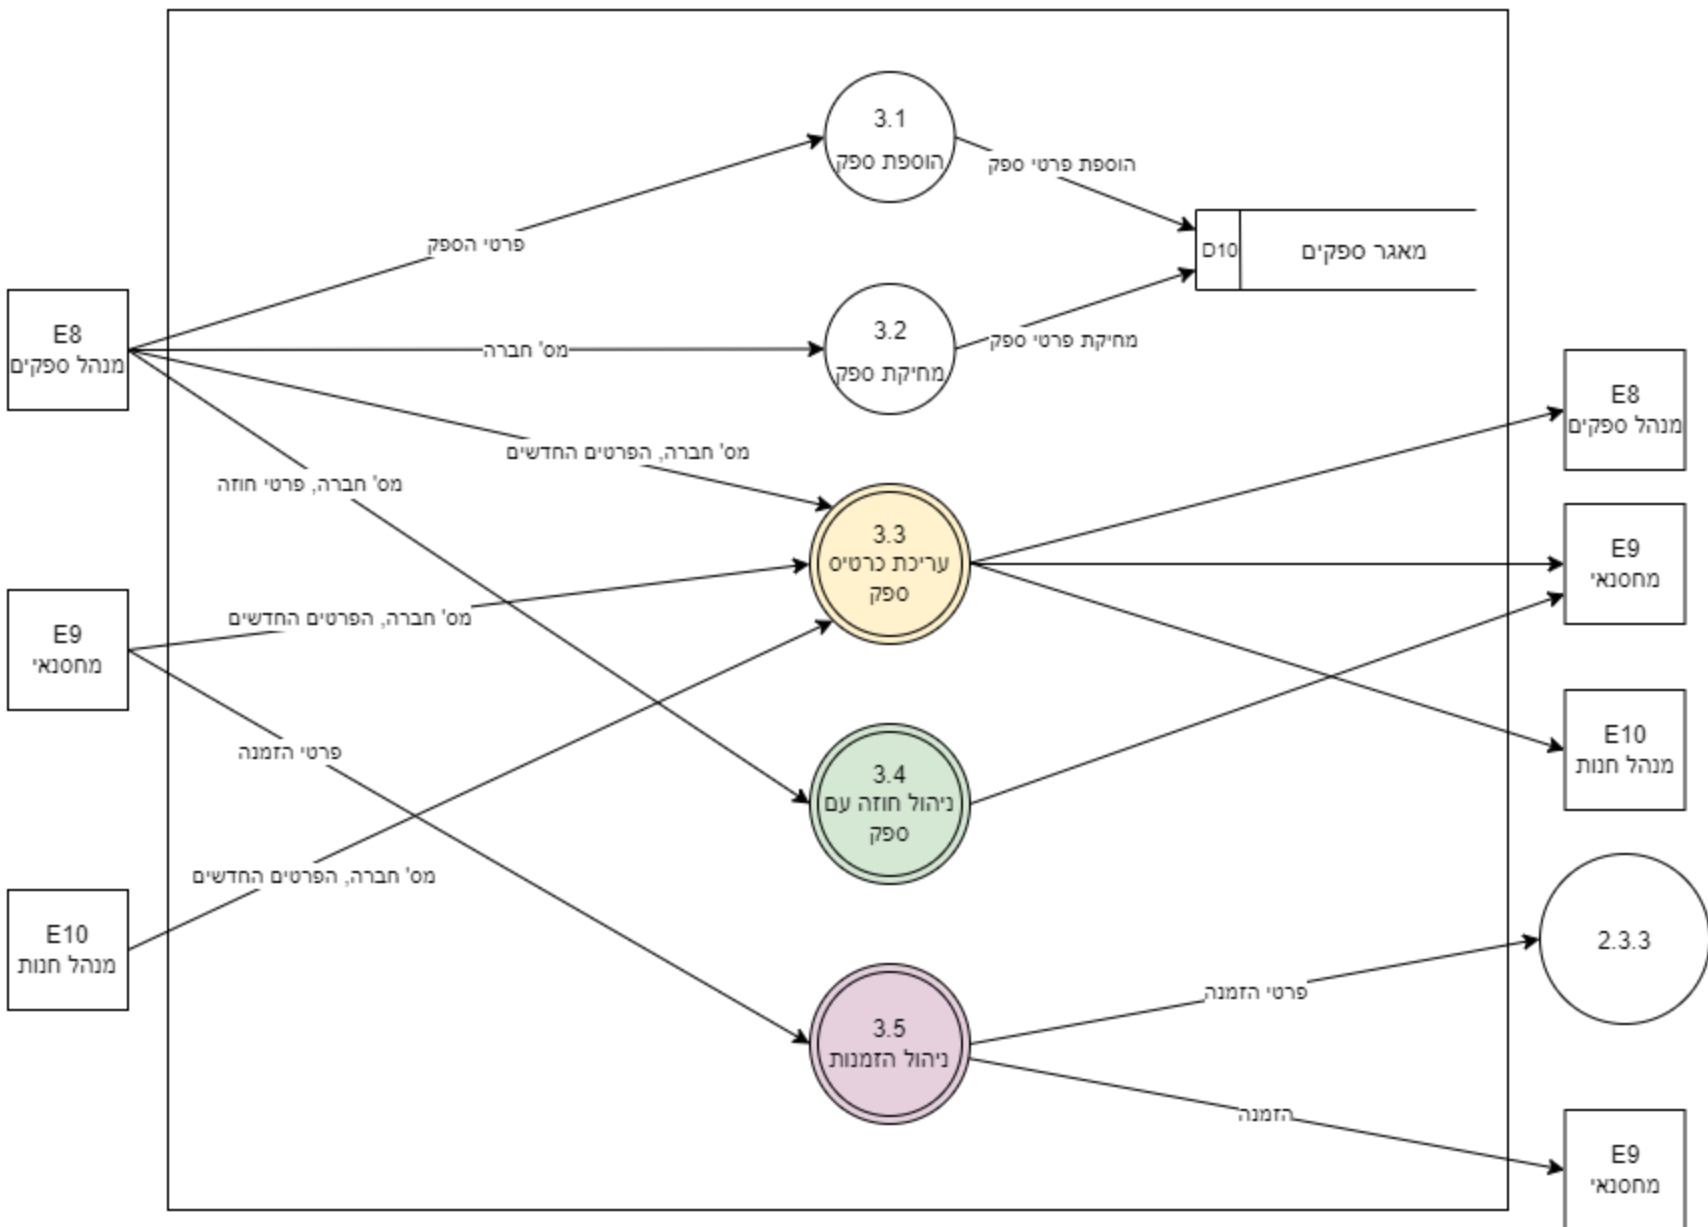 3.1
הוספת ספק
הוספת פרטי ספק
D10
מאגר ספקים
פרטי הספק
E8
מנהל ספקים
מס' חברה
3.2
מחיקת ספק
מחיקת פרטי ספק
E8
מנהל ספקים
מס' חברה, הפרטים החדשים
מס' חברה, פרטי חוזה
3.3
עריכת כרטיס
ספק
E9
מחסנאי
E9
מחסנאי
מס' חברה, הפרטים החדשים
פרטי הזמנה
3.4
ניהול חוזה עם
ספק
E10
מנהל חנות
מס' חברה, הפרטים החדשים
E10
מנהל חנות
2.3.3
פרטי הזמנה
3.5
ניהול הזמנות
הזמנה
E9
מחסנאי